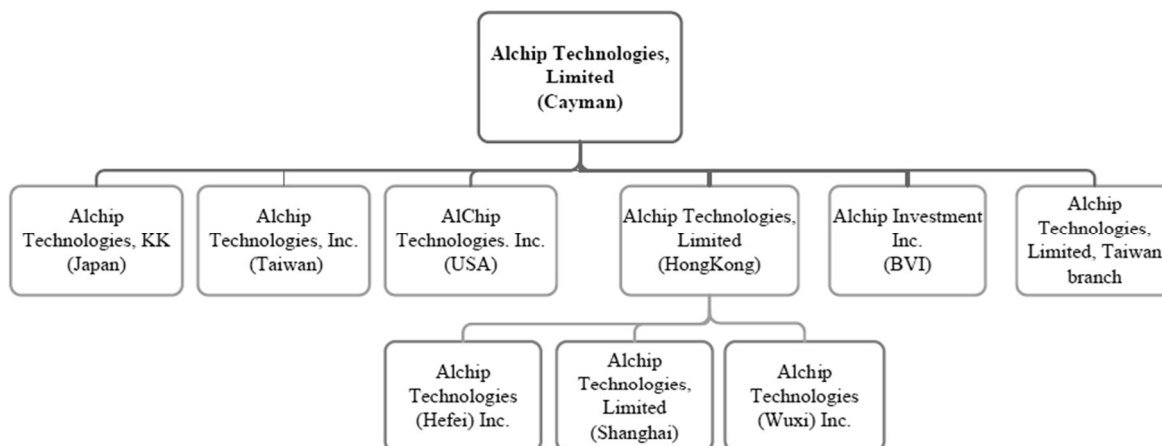 Alchip Technologies,
Limited
(Cayman)
Alchip
Technologies, KK
(Japan)
Alchip
Technologies, Inc.
(Taiwan)
AlChip
Technologies. Inc.
(USA)
Alchip Technologies,
Limited
(HongKong)
Alchip Investment
Inc.
(BVI)
Alchip
Technologies,
Limited, Taiwan
branch
Alchip
Technologies
(Hefei) Inc.
Alchip
Technologies,
Limited
(Shanghai)
Alchip
Technologies
(Wuxi) Inc.